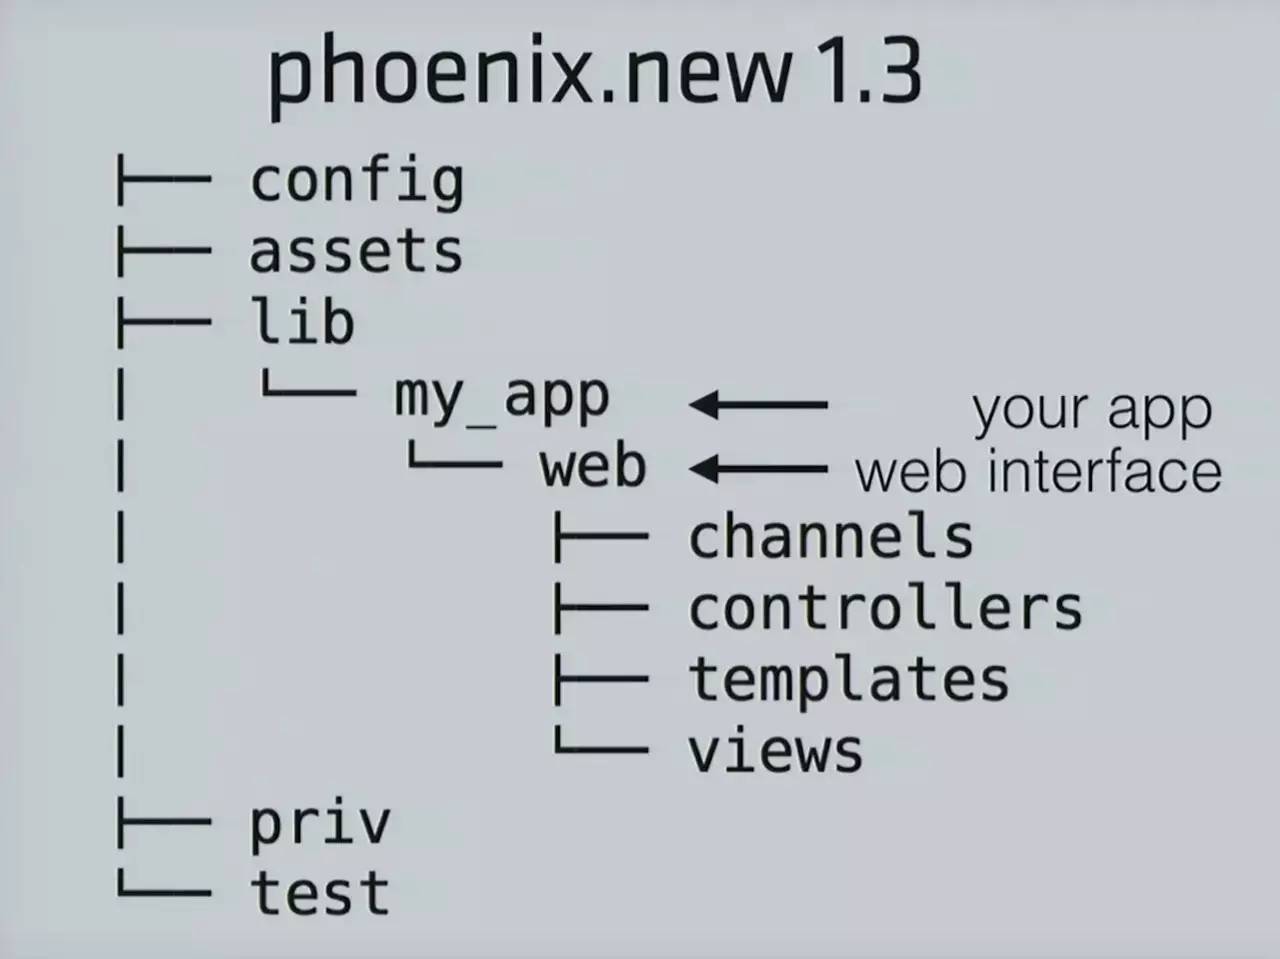 phoenix.new 1.3
├── config
├── assets
├── lib
│   └── my_app ← your app
│       └── web ← web interface
│           ├── channels
│           ├── controllers
│           ├── templates
│           └── views
├── priv
└── test